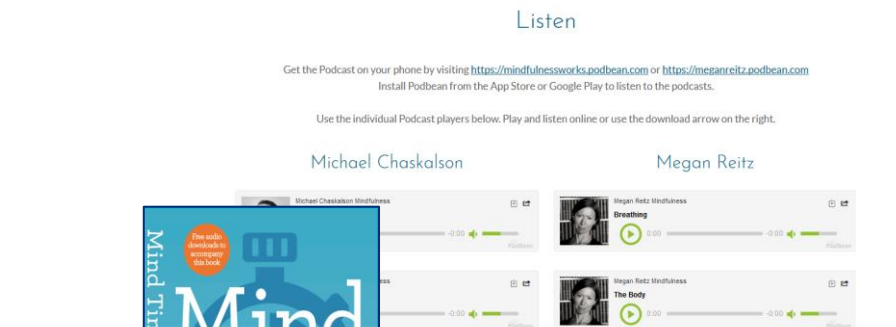 Listen
Get the Podcast on your phone by visiting https://mindfulnessworks.podbean.com or https://meganreitz.podbean.com
Install Podbean from the App Store or Google Play to listen to the podcasts.
Use the individual Podcast players below. Play and listen online or use the download arrow on the right.
Michael Chaskalson
Megan Reitz
Michael Chaskalson Mindfulness
-0:00
PodBean
ess
-0:00
Megan Reitz Mindfulness
Breathing
0:00
-0:00
PodBean
Megan Reitz Mindfulness
The Body
0:00
-0:00
Free audio
downloads to
accompany
this book
Mind
Mind